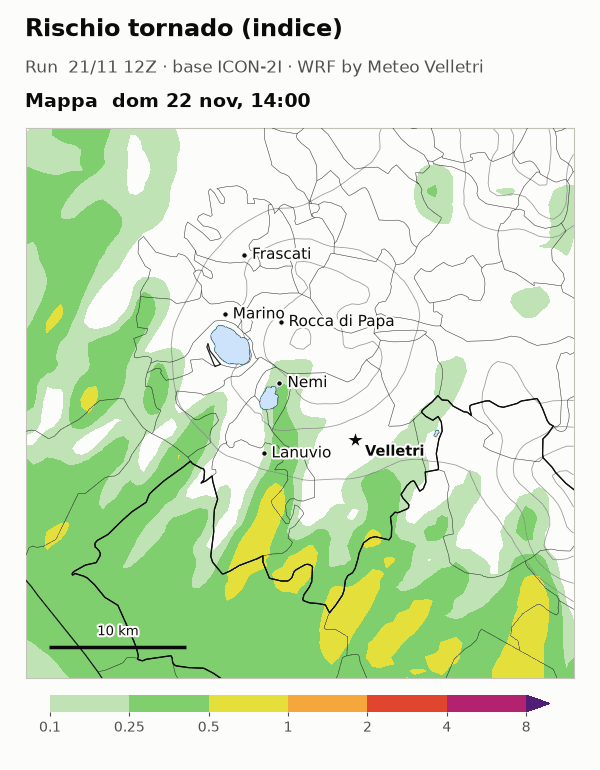 Rischio tornado (indice)
Run  21/11 12Z · base ICON-2I · WRF by Meteo Velletri
Mappa  dom 22 nov, 14:00
Frascati
Marino
Rocca di Papa
Nemi
Velletri
Lanuvio
10 km
0.1 0.25 0.5 1 2 4 8